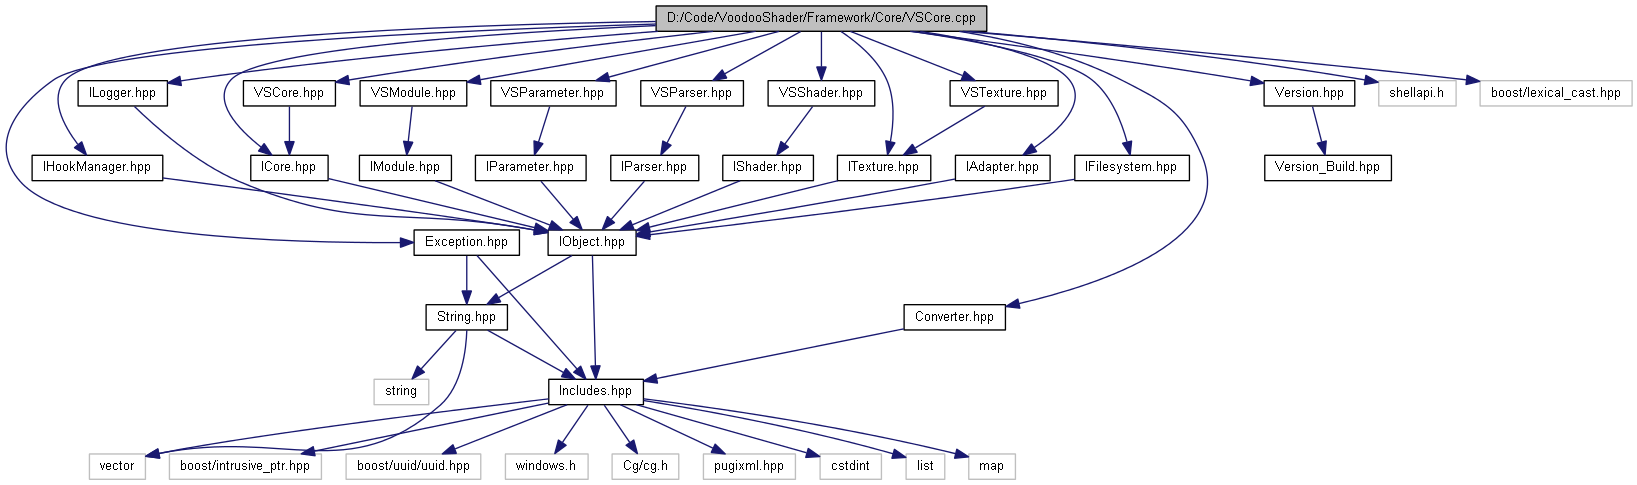 D:/Code/VoodooShader/Framework/Core/VSCore.cpp
ILogger.hpp
VSCore.hpp
VSModule.hpp
VSParameter.hpp
VSParser.hpp
VSShader.hpp
VSTexture.hpp
Version.hpp
shellapi.h
boost/lexical_cast.hpp
IHookManager.hpp
ICore.hpp
IModule.hpp
IParameter.hpp
IParser.hpp
IShader.hpp
ITexture.hpp
IAdapter.hpp
IFilesystem.hpp
Version_Build.hpp
Exception.hpp
IObject.hpp
String.hpp
Converter.hpp
string
Includes.hpp
vector
boost/intrusive_ptr.hpp
boost/uuid/uuid.hpp
windows.h
Cg/cg.h
pugixml.hpp
cstdint
list
map